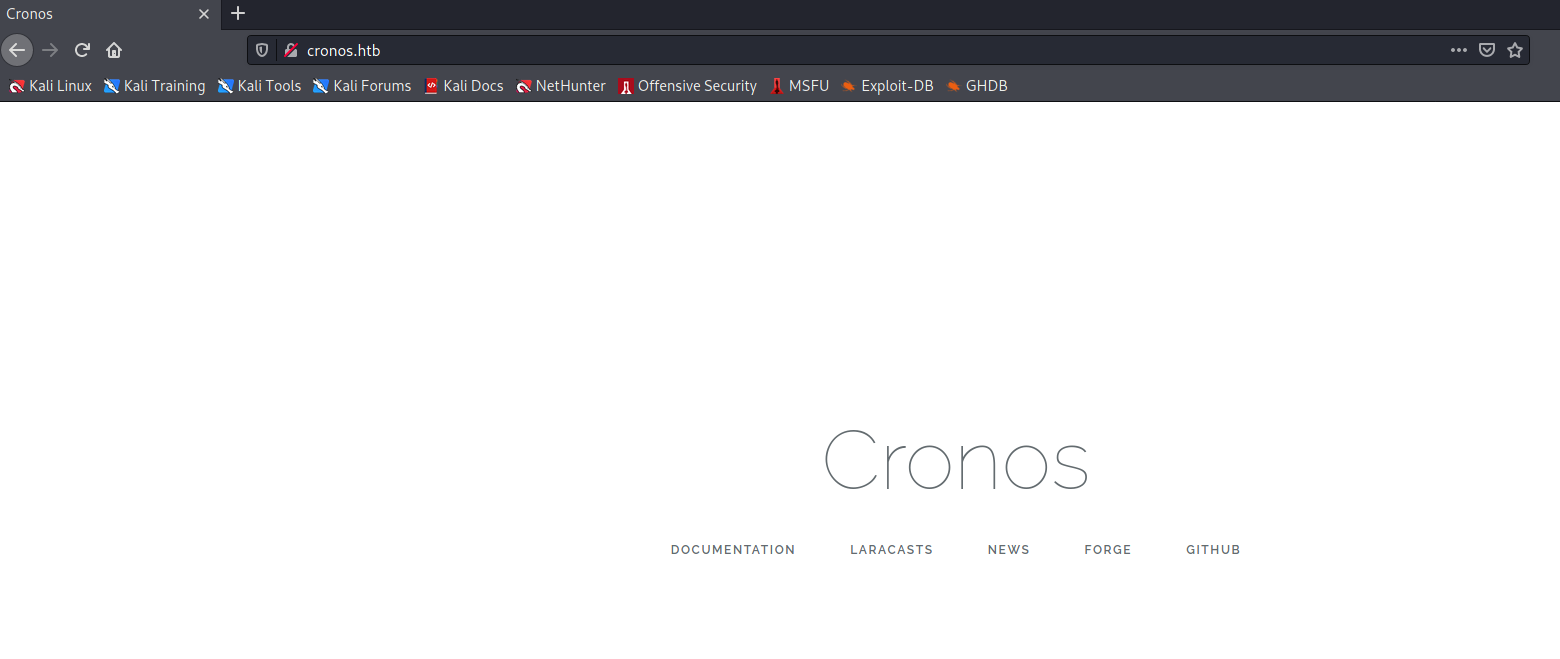 Cronos
cronos.htb
Kali Linux Kali Training Kali Tools Kali Forums Kali Docs NetHunter Offensive Security MSFU Exploit-DB GHDB
Cronos
DOCUMENTATION LARACASTS NEWS FORGE GITHUB